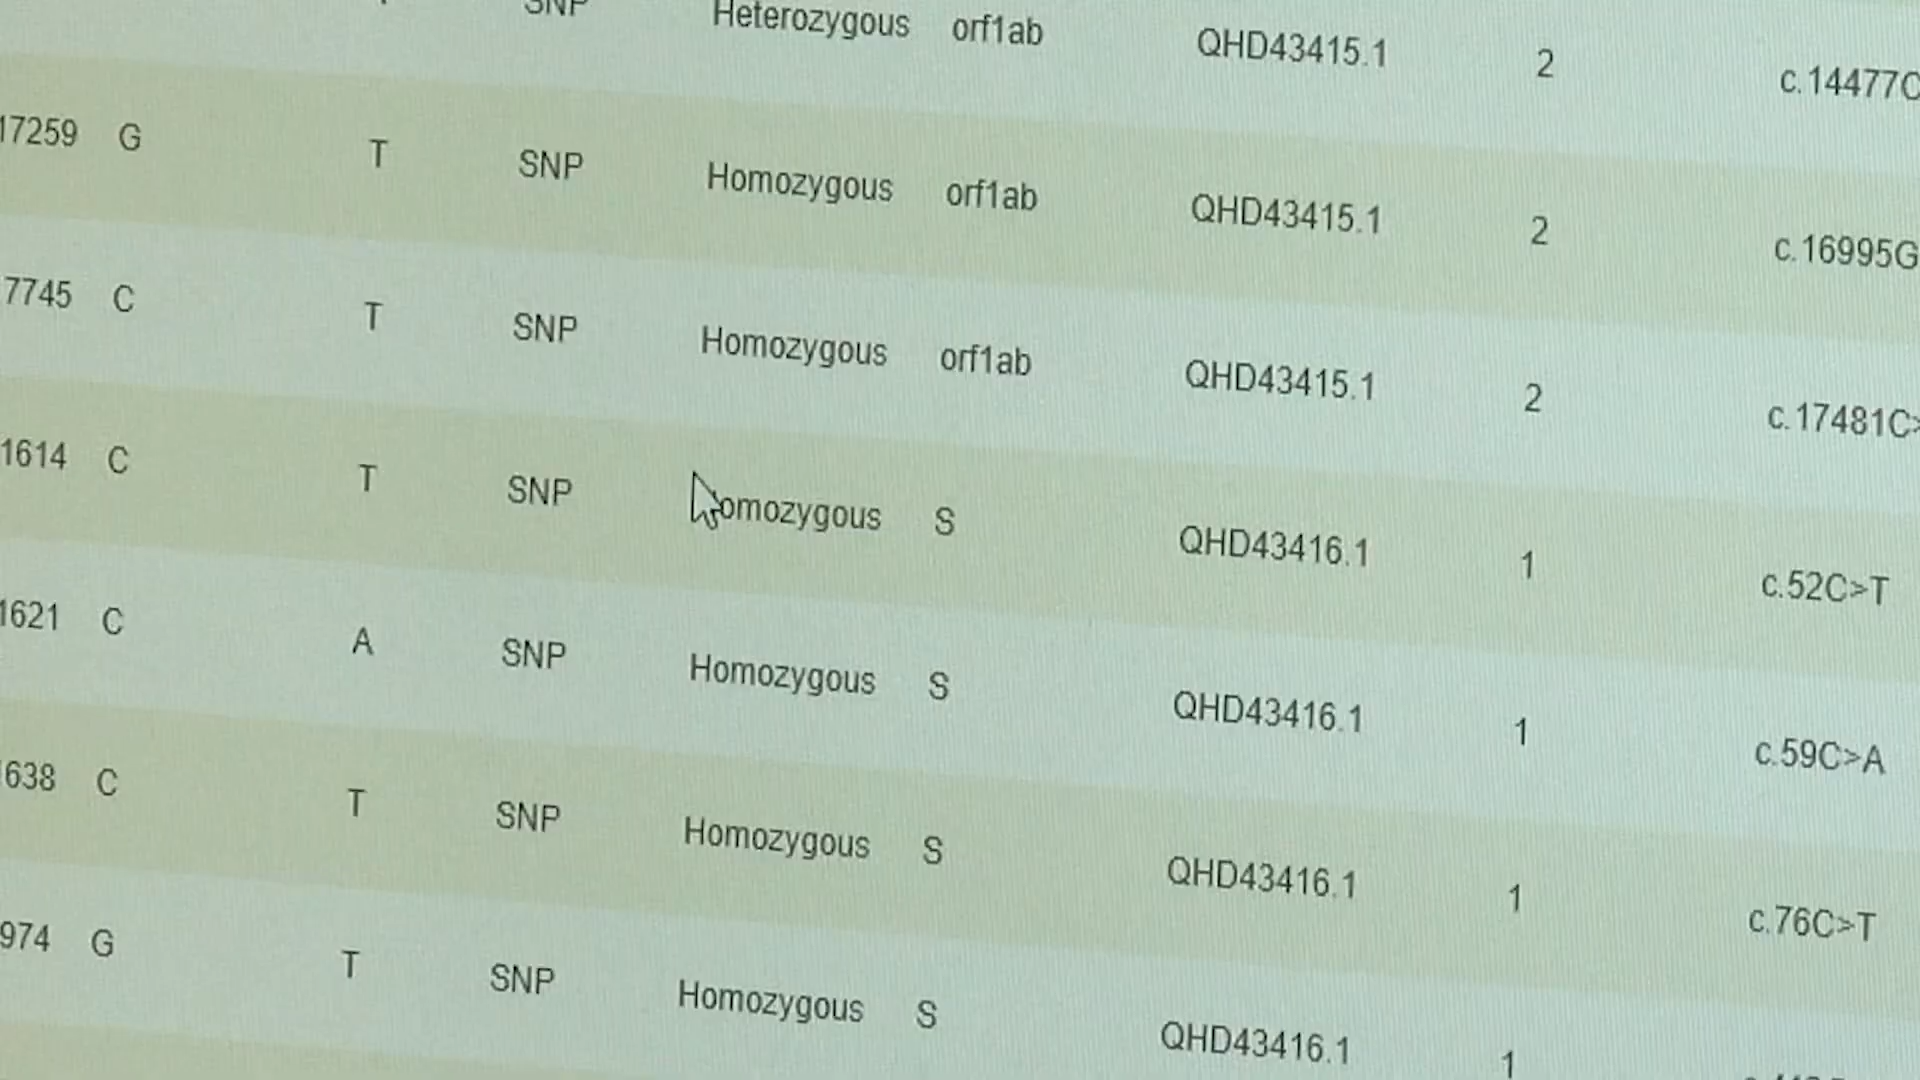 SNP Heterozygous orf1ab QHD43415.1 2 c.14477C
17259 G T SNP Homozygous orf1ab QHD43415.1 2 c.16995G
7745 C T SNP Homozygous orf1ab QHD43415.1 2 c.17481C>
1614 C T SNP omozygous S QHD43416.1 1 c.52C>T
1621 C A SNP Homozygous S QHD43416.1 1 c.59C>A
638 C T SNP Homozygous S QHD43416.1 1 c.76C>T
974 G T SNP Homozygous S QHD43416.1 1